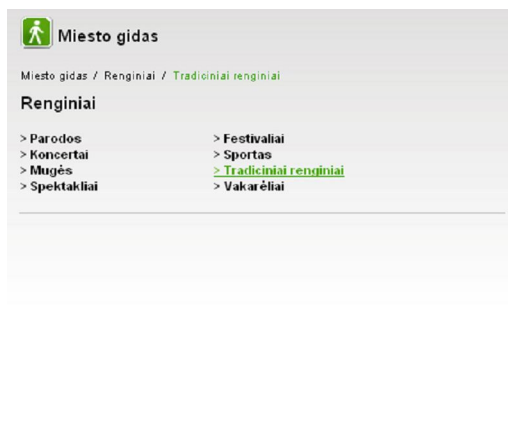 Miesto gidas
Miesto gidas / Renginiai / Tradiciniai renginiai
Renginiai
> Parodos
> Koncertai
> Mugės
> Spektakliai
> Festivaliai
> Sportas
> Tradiciniai renginiai
> Vakarėliai